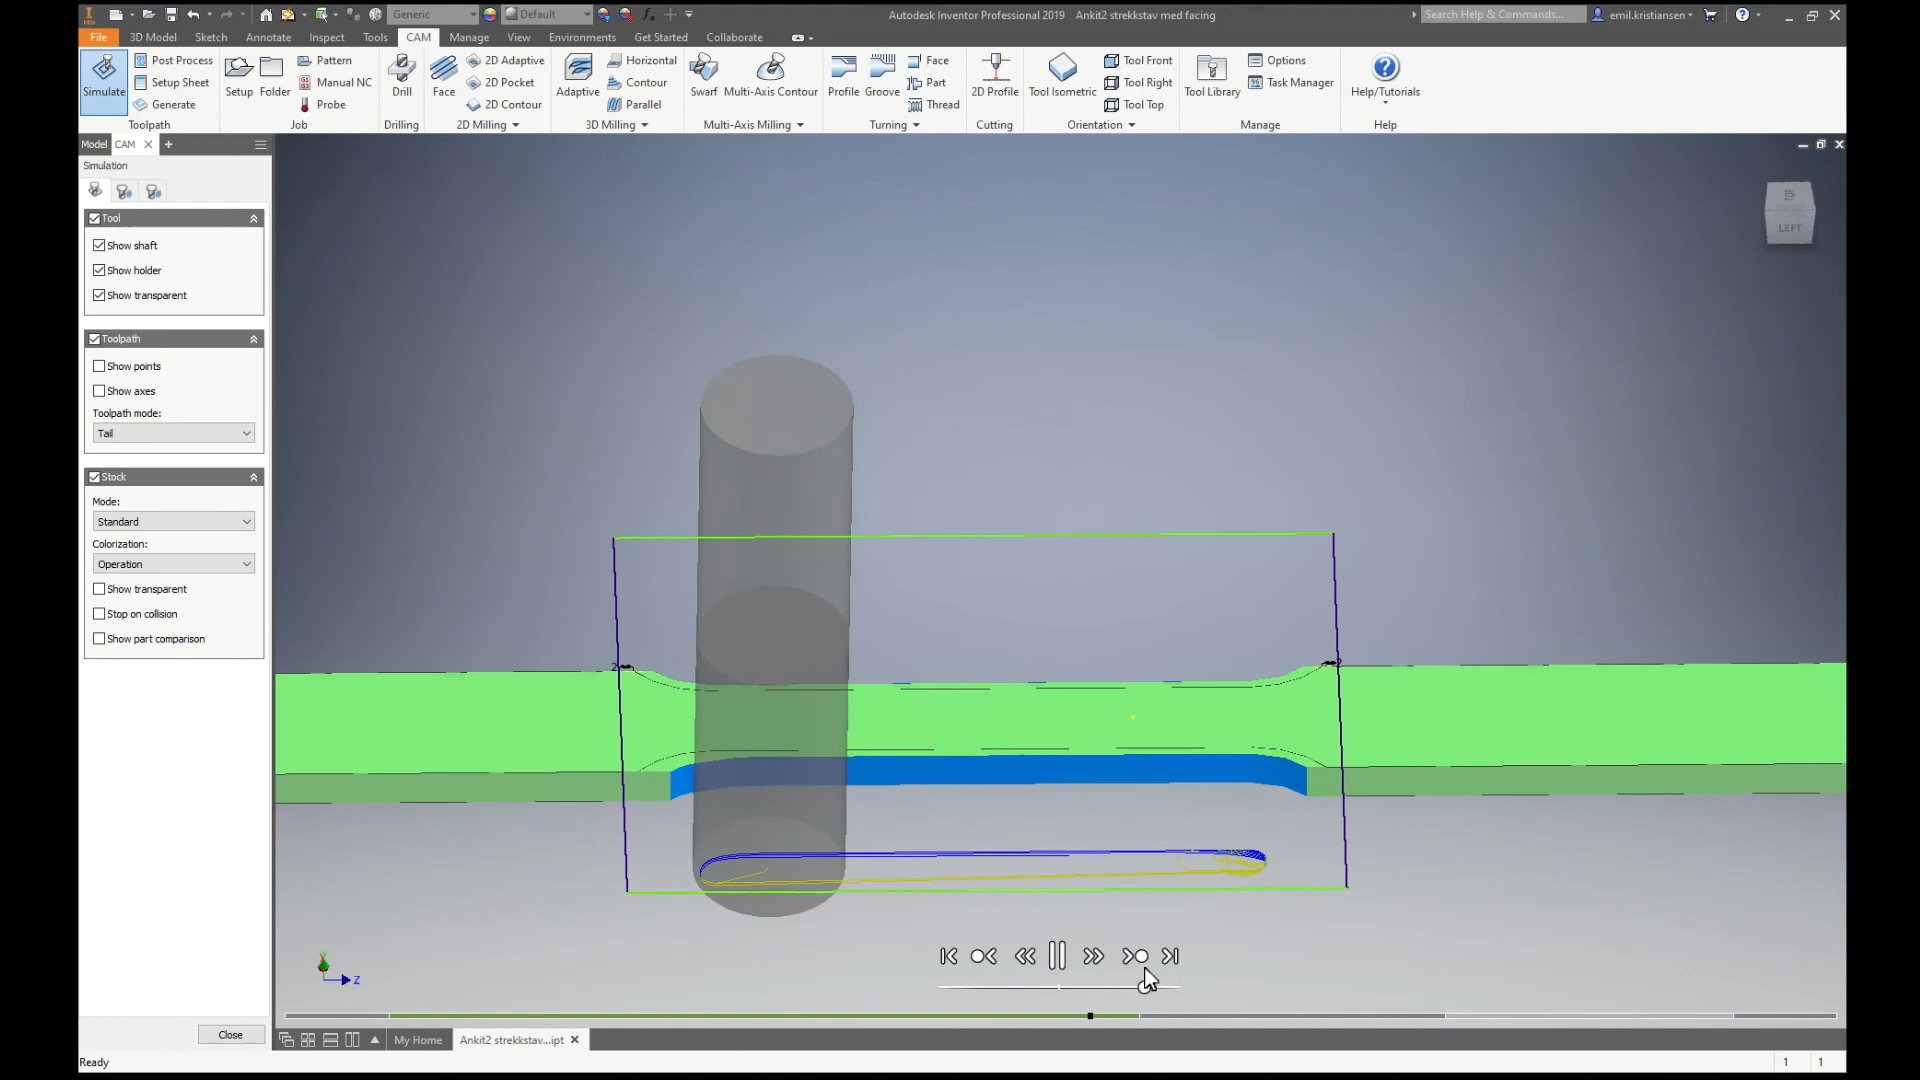 PRO
Generic
Default
fx
Autodesk Inventor Professional 2019 Ankit2 strekkstav med facing
Search Help & Commands...
emil.kristiansen
File 3D Model Sketch Annotate Inspect Tools CAM Manage View Environments Get Started Collaborate
Simulate
Post Process
Setup Sheet
Generate
Toolpath
Setup
Folder
Pattern
Manual NC
Probe
Job
Drill
Drilling
Face
2D Adaptive
2D Pocket
2D Contour
2D Milling
Adaptive
Horizontal
Contour
Parallel
3D Milling
Swarf
Multi-Axis Contour
Multi-Axis Milling
Profile
Groove
Face
Part
Thread
Turning
2D Profile
Cutting
Tool Isometric
Tool Front
Tool Right
Tool Top
Orientation
Tool Library
Options
Task Manager
Manage
Help/Tutorials
Help
Model CAM
Simulation
Tool
Show shaft
Show holder
Show transparent
Toolpath
Show points
Show axes
Toolpath mode:
Tail
Stock
Mode:
Standard
Colorization:
Operation
Show transparent
Stop on collision
Show part comparison
LEFT
2
2
Z
Close
My Home
Ankit2 strekkstav...ipt
Ready
1 1